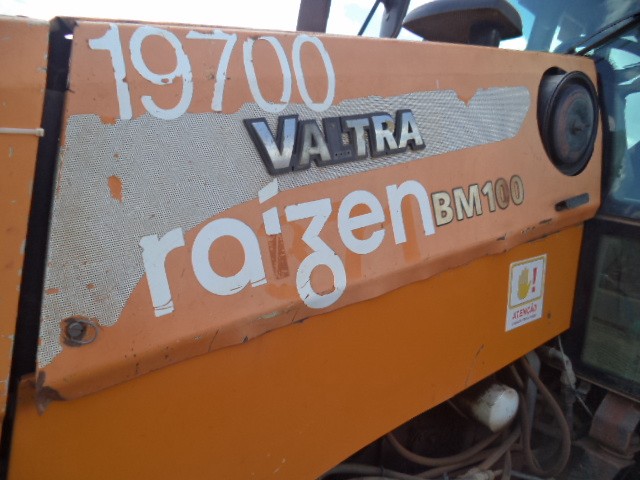 19700
VALTRA
raízen
BM100
ATENÇÃO